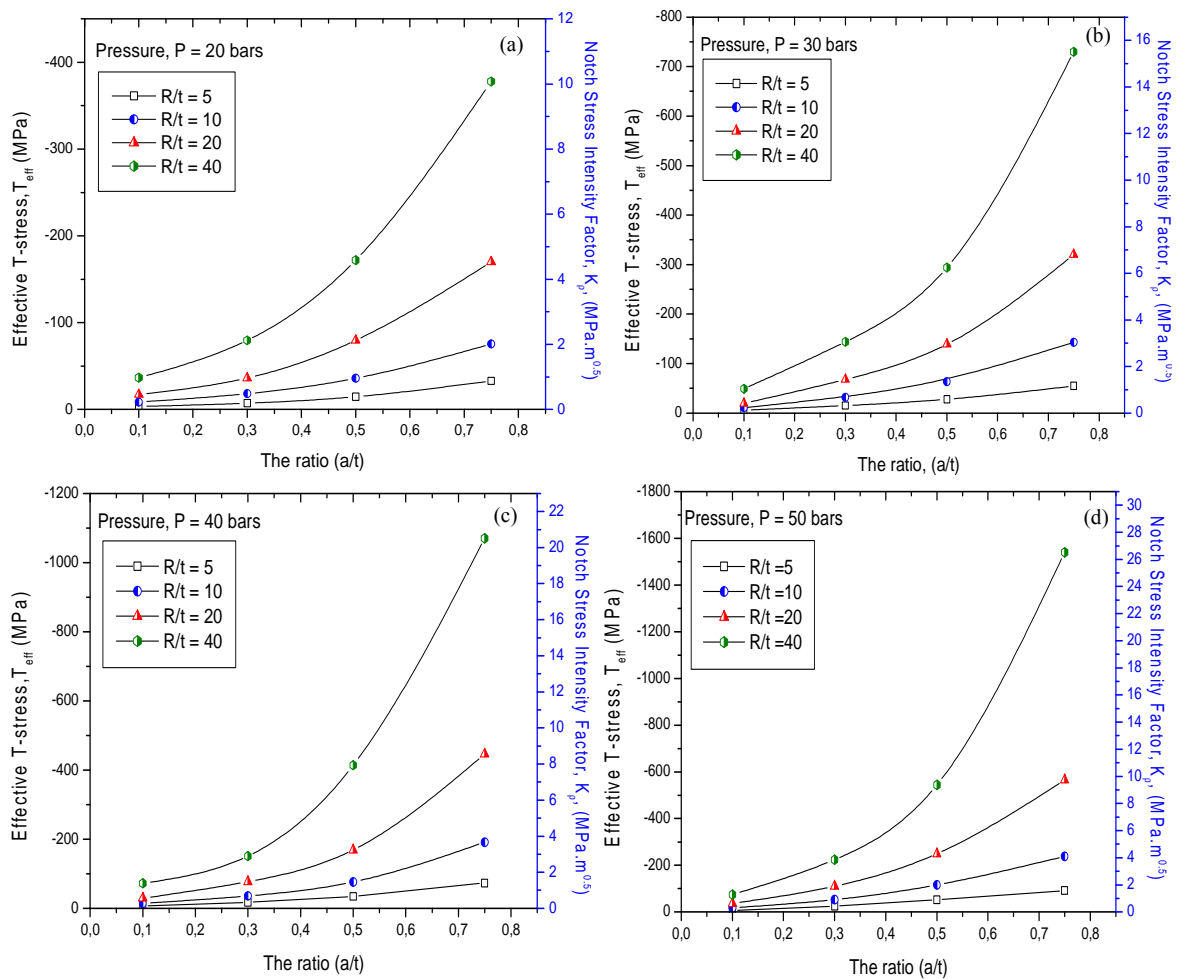 (a)
Pressure, P = 20 bars
R/t = 5
R/t = 10
R/t = 20
R/t = 40
Effective T-stress,T_eff (MPa)
-400
-300
-200
-100
0
0,0 0,1 0,2 0,3 0,4 0,5 0,6 0,7 0,8
The ratio (a/t)
12
10
8
6
4
2
0
Notch Stress Intensity Factor, K_ρ, (MPa.m^0.5)
(b)
Pressure, P = 30 bars
R/t = 5
R/t = 10
R/t = 20
R/t = 40
Effective T-stress, T_eff (MPa)
-800
-700
-600
-500
-400
-300
-200
-100
0
0,0 0,1 0,2 0,3 0,4 0,5 0,6 0,7 0,8
The ratio, (a/t)
16
14
12
10
8
6
4
2
0
Notch Stress Intensity Factor, K_ρ, (MPa.m^0.5)
(c)
Pressure, P = 40 bars
R/t = 5
R/t = 10
R/t = 20
R/t = 40
Effective T-stress,T_eff (MPa)
-1200
-1000
-800
-600
-400
-200
0
0,0 0,1 0,2 0,3 0,4 0,5 0,6 0,7 0,8
The ratio (a/t)
22
20
18
16
14
12
10
8
6
4
2
0
Notch Stress Intensity Factor, K_ρ, (MPa.m^0.5)
(d)
Pressure, P = 50 bars
R/t =5
R/t =10
R/t =20
R/t =40
Effective T-stress, T_eff (MPa)
-1800
-1600
-1400
-1200
-1000
-800
-600
-400
-200
0
0,0 0,1 0,2 0,3 0,4 0,5 0,6 0,7 0,8
The ratio (a/t)
30
28
26
24
22
20
18
16
14
12
10
8
6
4
2
0
Notch Stress Intensity Factor, K_ρ, (MPa.m^0.5)